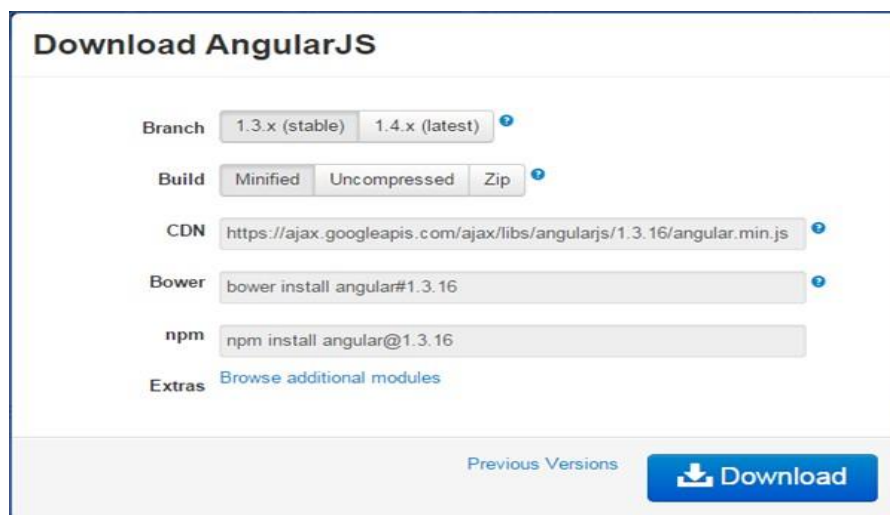 Download AngularJS
Branch 1.3.x (stable) 1.4.x (latest) ?
Build Minified Uncompressed Zip ?
CDN https://ajax.googleapis.com/ajax/libs/angularjs/1.3.16/angular.min.js ?
Bower bower install angular#1.3.16 ?
npm npm install angular@1.3.16
Extras Browse additional modules
Previous Versions Download